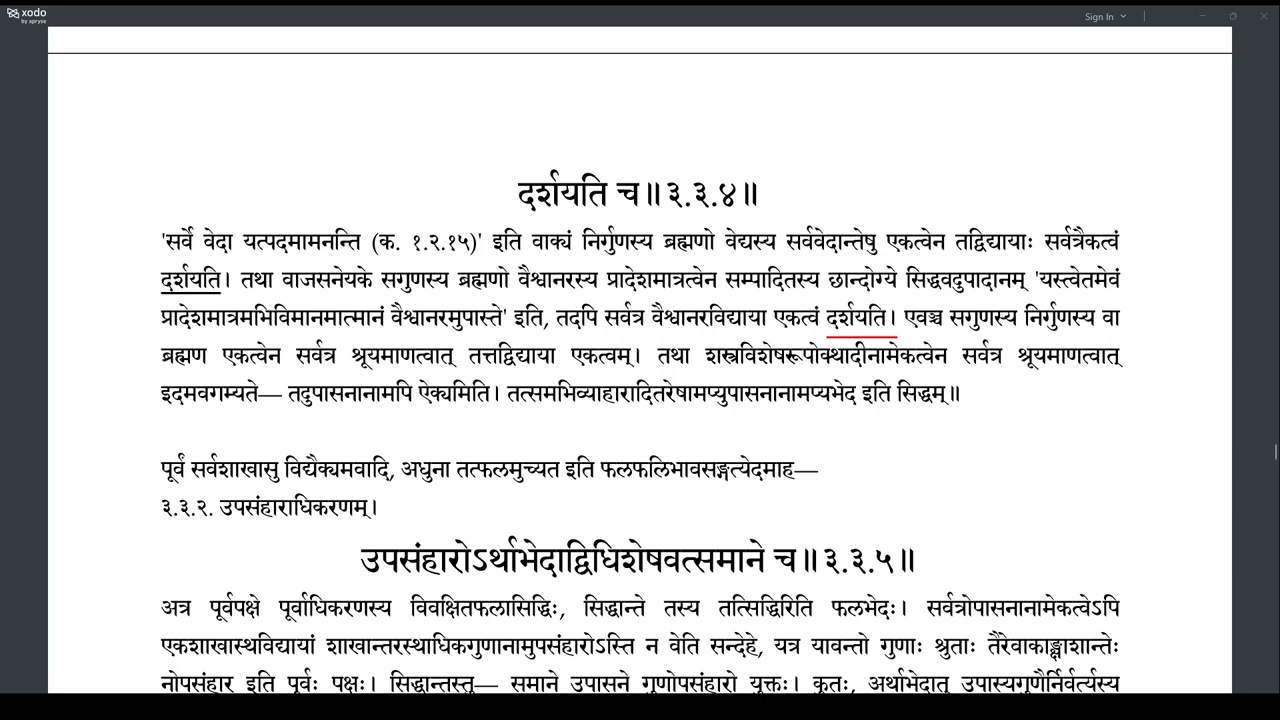 xodo
by apryse
Sign In
दर्शयति च॥३.३.४॥
'सर्वे वेदा यत्पदमामनन्ति (क. १.२.१५)' इति वाक्यं निर्गुणस्य ब्रह्मणो वेद्यस्य सर्ववेदान्तेषु एकत्वेन तद्विद्यायाः सर्वत्रैकत्वं
दर्शयति। तथा वाजसनेयके सगुणस्य ब्रह्मणो वैश्वानरस्य प्रादेशमात्रत्वेन सम्पादितस्य छान्दोग्ये सिद्धवदुपादानम् 'यस्त्वेतमेवं
प्रादेशमात्रमभिविमानमात्मानं वैश्वानरमुपास्ते' इति, तदपि सर्वत्र वैश्वानरविद्याया एकत्वं दर्शयति। एवञ्च सगुणस्य निर्गुणस्य वा
ब्रह्मण एकत्वेन सर्वत्र श्रूयमाणत्वात् तत्तद्विद्याया एकत्वम्। तथा शस्त्रविशेषरूपोक्थादीनामेकत्वेन सर्वत्र श्रूयमाणत्वात्
इदमवगम्यते— तदुपासनानामपि ऐक्यमिति। तत्समभिव्याहारादितरेषामप्युपासनानामप्यभेद इति सिद्धम्॥
पूर्वं सर्वशाखासु विद्यैक्यमवादि, अधुना तत्फलमुच्यत इति फलफलिभावसङ्गत्येदमाह—
३.३.२. उपसंहाराधिकरणम्।
उपसंहारोऽर्थाभेदाद्विधिशेषवत्समाने च॥३.३.५॥
अत्र पूर्वपक्षे पूर्वाधिकरणस्य विवक्षितफलासिद्धिः, सिद्धान्ते तस्य तत्सिद्धिरिति फलभेदः। सर्वत्रोपासनानामेकत्वेऽपि
एकशाखास्थविद्यायां शाखान्तरस्थाधिकगुणानामुपसंहारोऽस्ति न वेति सन्देहे, यत्र यावन्तो गुणाः श्रुताः तैरेवाकाङ्क्षाशान्तेः
नोपसंहार इति पूर्वः पक्षः। सिद्धान्तस्तु— समाने उपासने गुणोपसंहारो युक्तः। कुतः, अर्थाभेदात् उपास्यगुणैर्निर्वर्त्यस्य